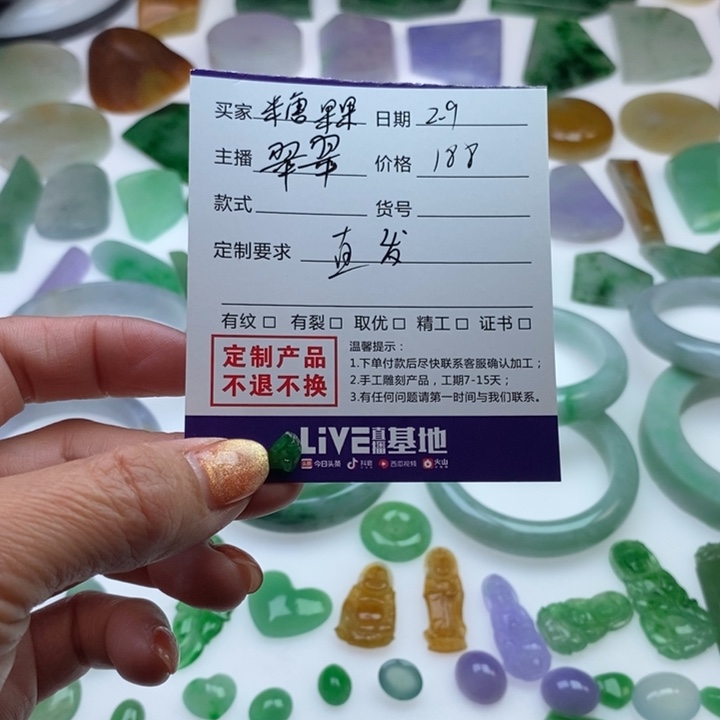 买家 糖果果 日期 2.9
主播 翠翠 价格 188
款式 货号
定制要求 直发
有纹□ 有裂□ 取优□ 精工□ 证书□
定制产品
不退不换
温馨提示：
1.下单付款后尽快联系客服确认加工；
2.手工雕刻产品，工期7-15天；
3.有任何问题请第一时间与我们联系。
LiVE直播基地
头条 今日头条 抖音 西瓜视频 火山